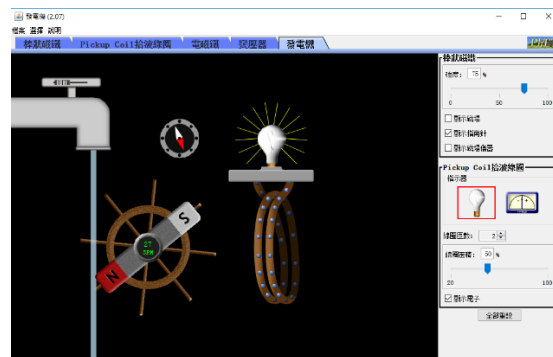 發電機 (2.07)
檔案 選擇 說明
棒狀磁鐵 Pickup Coil拾波線圈 電磁鐵 變壓器 發電機
棒狀磁鐵
強度： 75 %
0 50 100
顯示磁場
顯示指南針
顯示磁場儀器
S
27
RPM
N
Pickup Coil拾波線圈
指示器
線圈匝數： 2
線圈面積： 50 %
20 100
顯示電子
全部重設